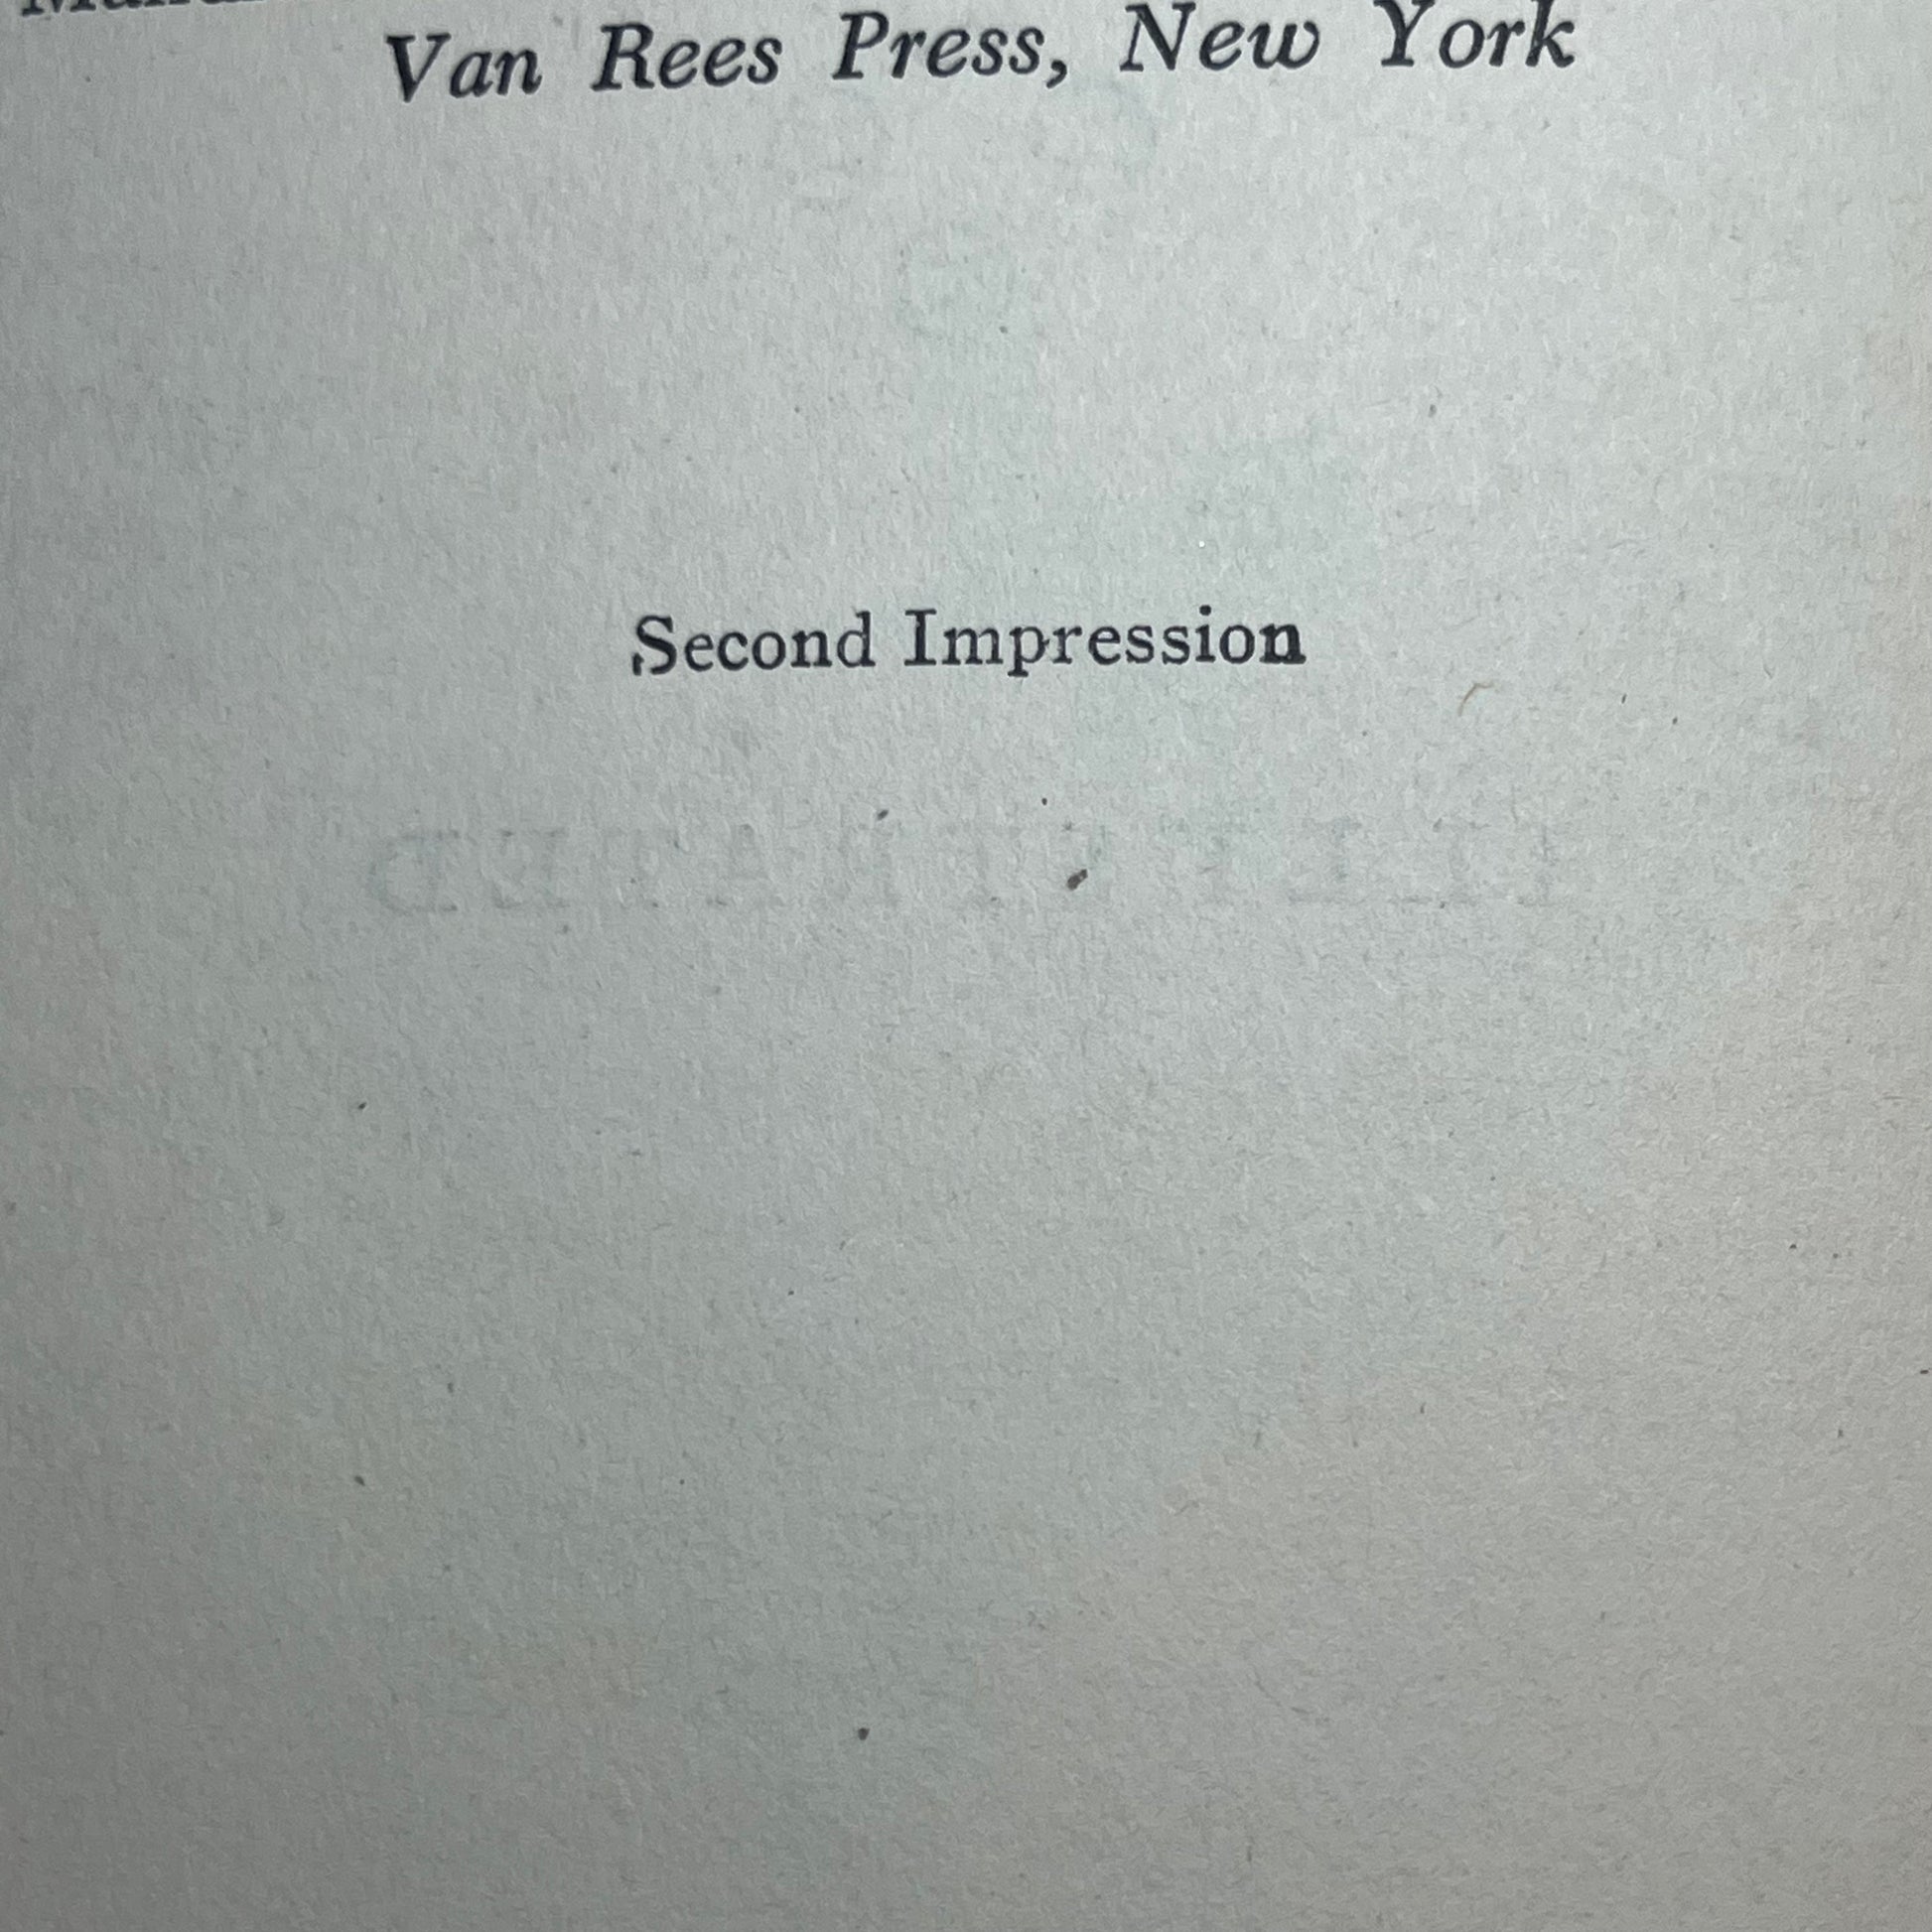 Van Rees Press, New York
Second Impression